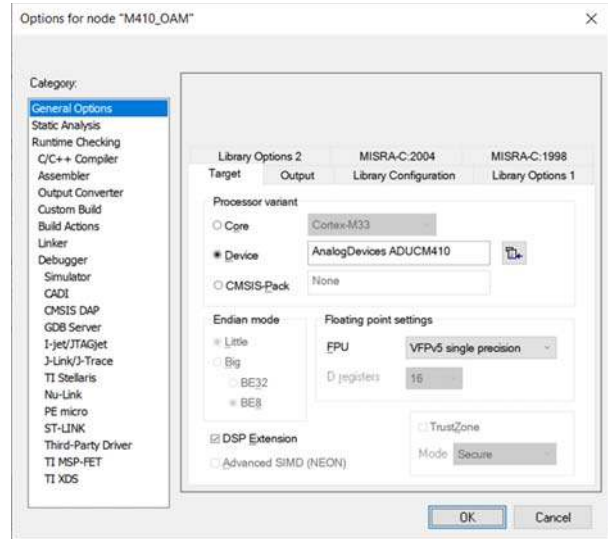 Options for node "M410_OAM"
Category:
General Options
Static Analysis
Runtime Checking
C/C++ Compiler
Assembler
Output Converter
Custom Build
Build Actions
Linker
Debugger
Simulator
CADI
CMSIS DAP
GDB Server
I-jet/JTAGjet
J-Link/J-Trace
TI Stellaris
Nu-Link
PE micro
ST-LINK
Third-Party Driver
TI MSP-FET
TI XDS
Library Options 2 MISRA-C:2004 MISRA-C:1998
Target Output Library Configuration Library Options 1
Processor variant
Core Cortex-M33
Device AnalogDevices ADUCM410
CMSIS-Pack None
Endian mode
Little
Big
BE32
BE8
Floating point settings
FPU VFPv5 single precision
D registers 16
DSP Extension
Advanced SIMD (NEON)
TrustZone
Mode Secure
OK Cancel